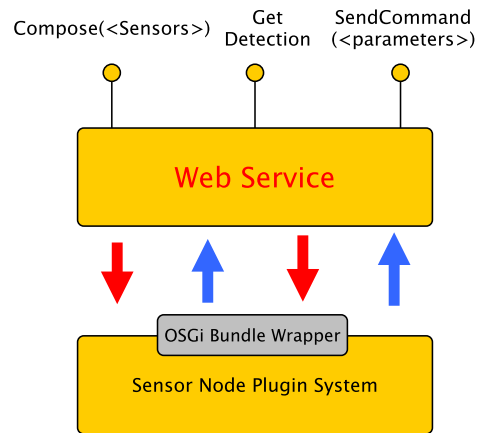 Compose(<Sensors>)
Get
Detection
SendCommand
(<parameters>)
Web Service
OSGi Bundle Wrapper
Sensor Node Plugin System